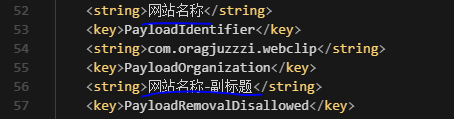 52 <string>网站名称</string>
53 <key>PayloadIdentifier</key>
54 <string>com.oragjuzzzi.webclip</string>
55 <key>PayloadOrganization</key>
56 <string>网站名称-副标题</string>
57 <key>PayloadRemovalDisallowed</key>